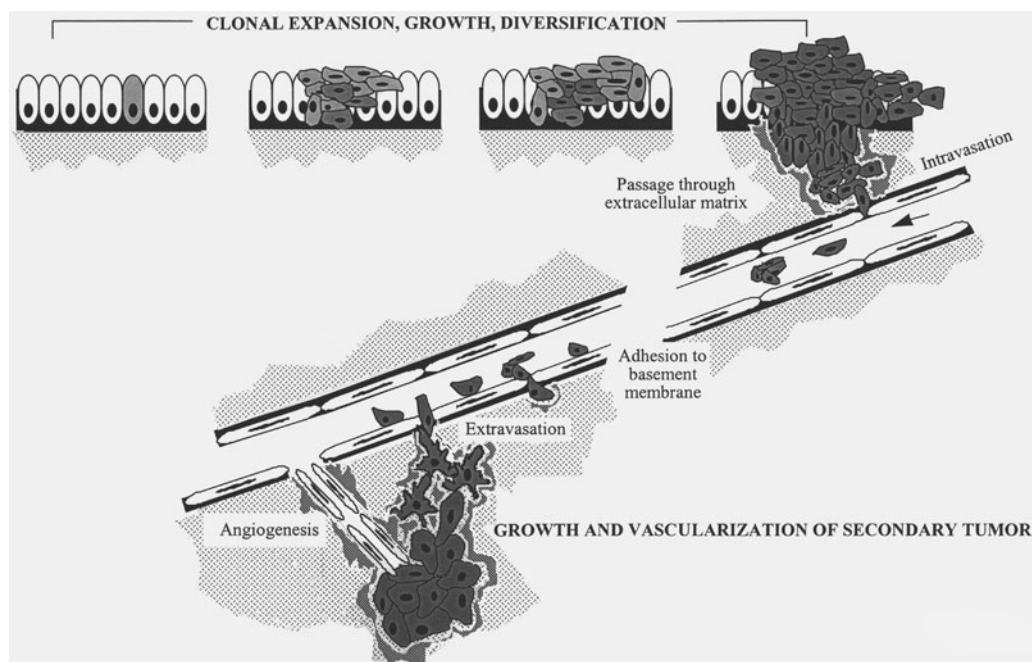 CLONAL EXPANSION, GROWTH, DIVERSIFICATION
Intravasation
Passage through
extracellular matrix
Adhesion to
basement
membrane
Extravasation
Angiogenesis
GROWTH AND VASCULARIZATION OF SECONDARY TUMOR